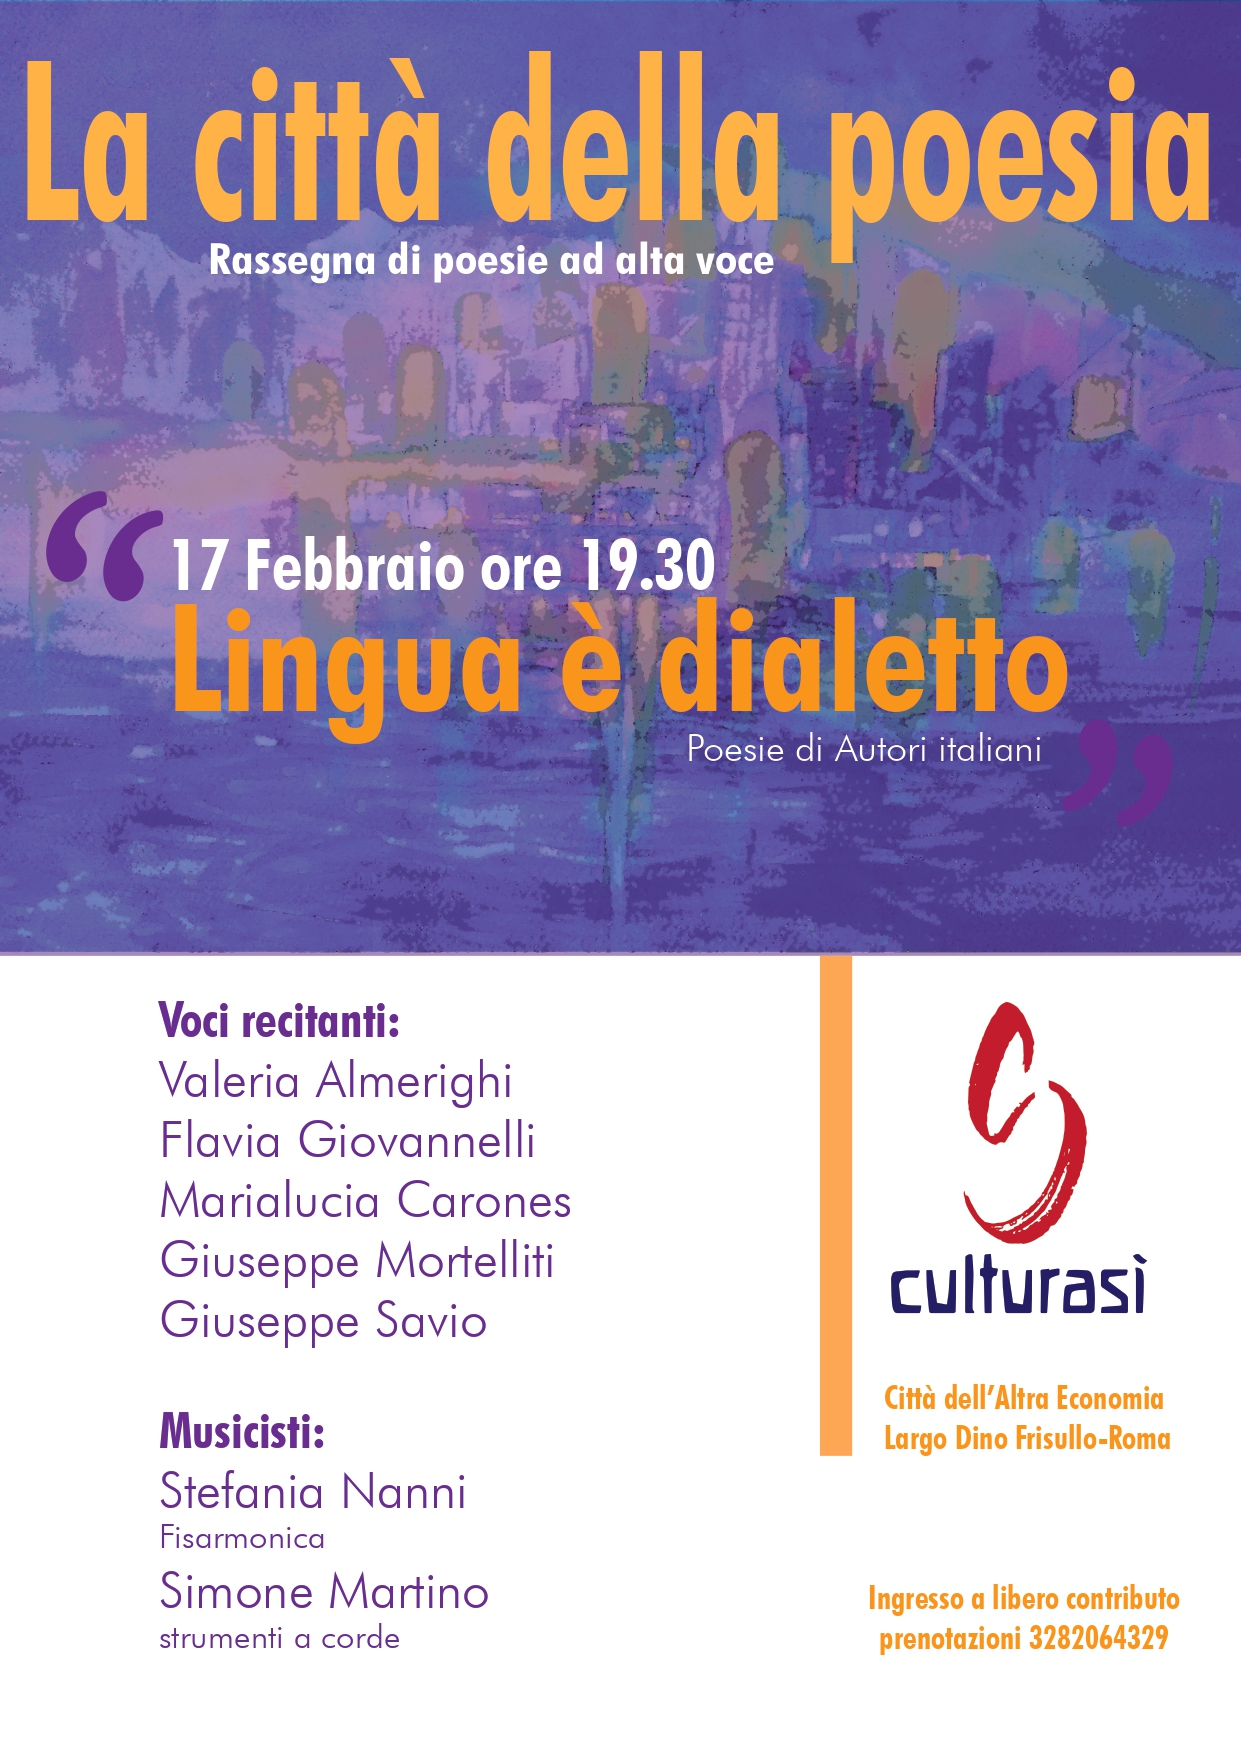 La città della poesia
Rassegna di poesie ad alta voce
“
17 Febbraio ore 19.30
Lingua è dialetto
Poesie di Autori italiani
”
Voci recitanti:
Valeria Almerighi
Flavia Giovannelli
Marialucia Carones
Giuseppe Mortelliti
Giuseppe Savio
Musicisti:
Stefania Nanni
Fisarmonica
Simone Martino
strumenti a corde
culturasì
Città dell’Altra Economia
Largo Dino Frisullo-Roma
Ingresso a libero contributo
prenotazioni 3282064329